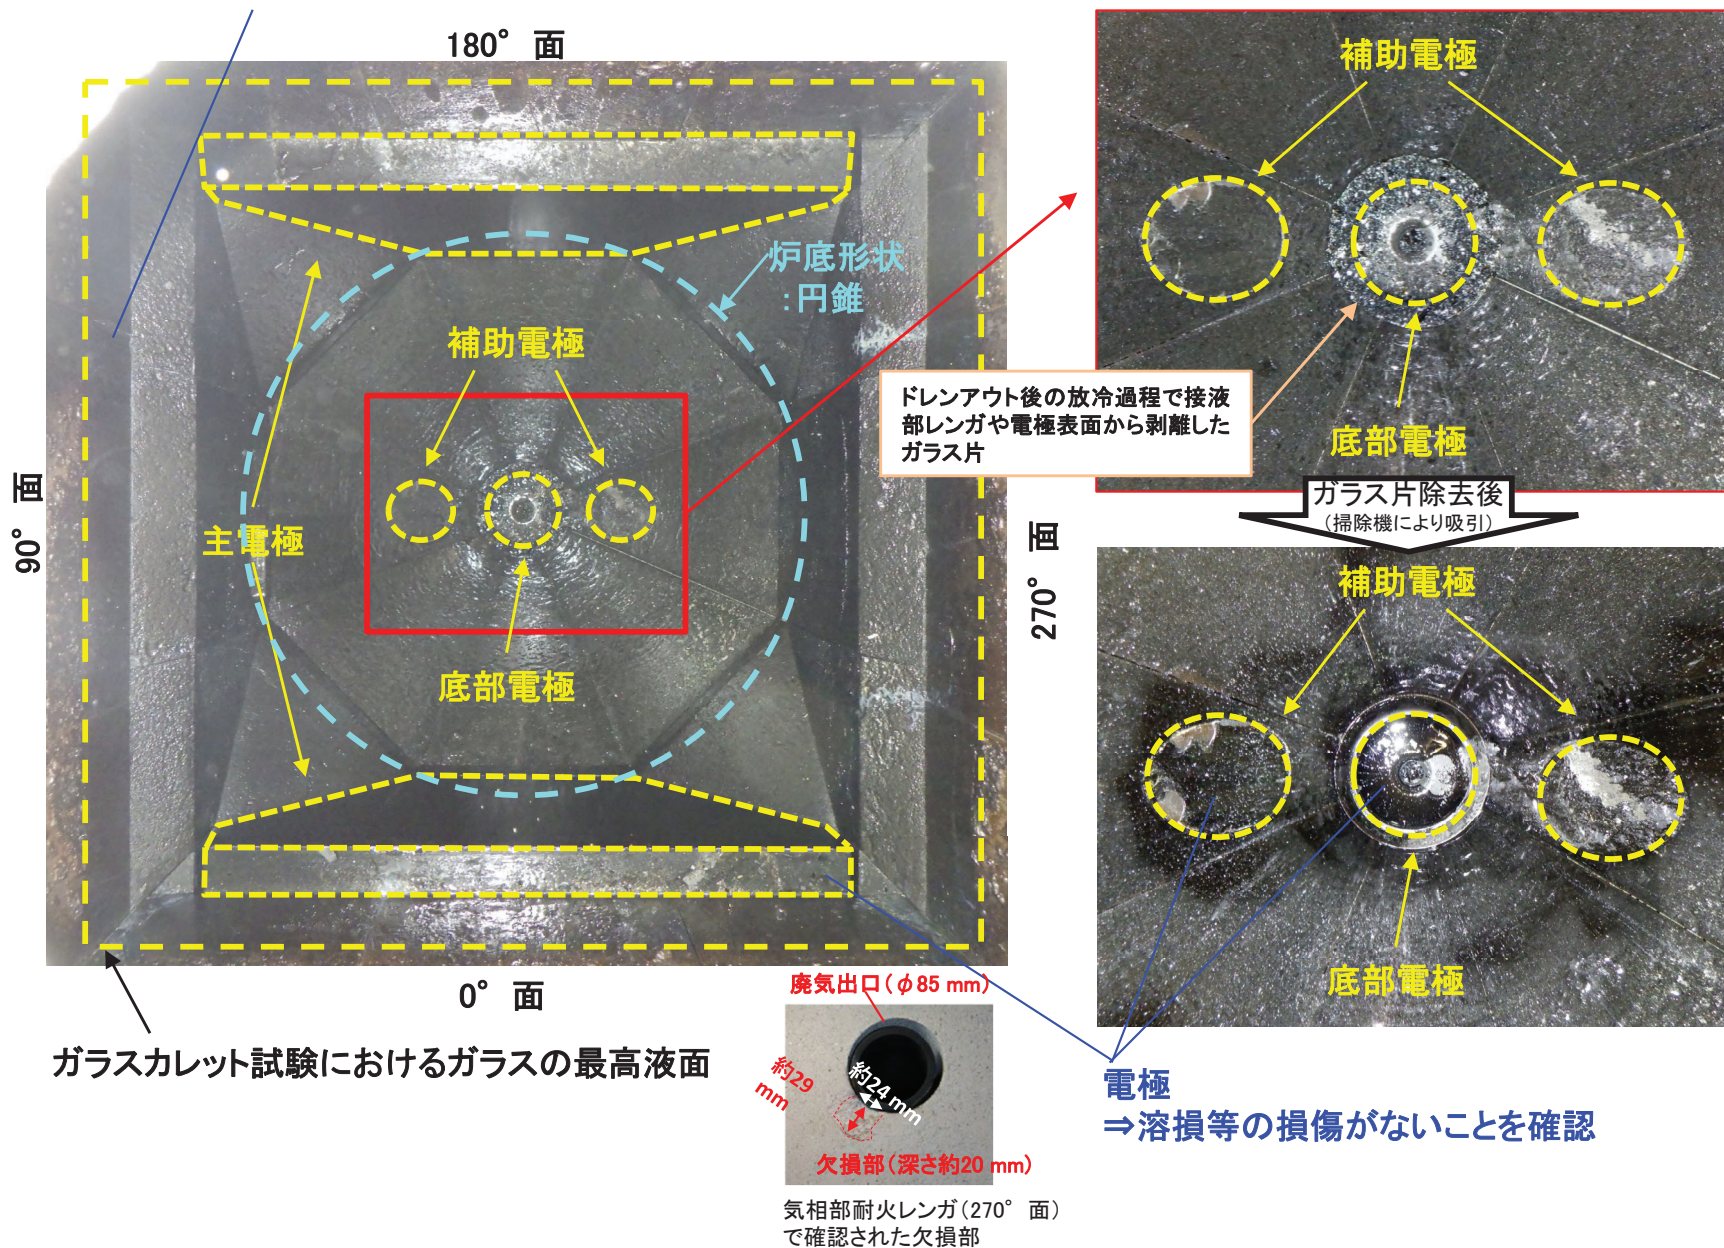 180° 面
炉底形状
:円錐
補助電極
主電極
底部電極
90° 面
270° 面
0° 面
ガラスカレット試験におけるガラスの最高液面
補助電極
ドレンアウト後の放冷過程で接液
部レンガや電極表面から剥離した
ガラス片
底部電極
ガラス片除去後
(掃除機により吸引)
補助電極
底部電極
廃気出口(φ85 mm)
約29
mm
約24 mm
欠損部(深さ約20 mm)
気相部耐火レンガ(270° 面)
で確認された欠損部
電極
⇒溶損等の損傷がないことを確認